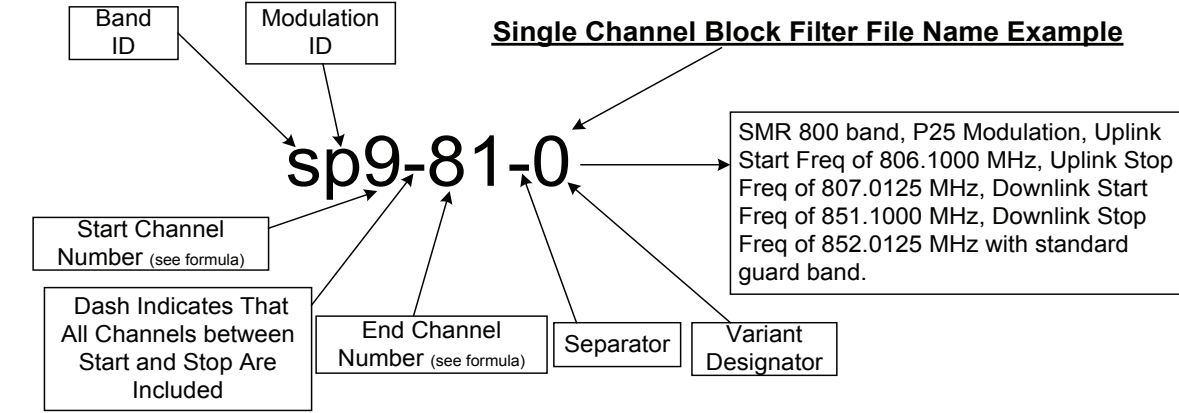 Band
ID
Modulation
ID
Single Channel Block Filter File Name Example
sp9-81-0
SMR 800 band, P25 Modulation, Uplink
Start Freq of 806.1000 MHz, Uplink Stop
Freq of 807.0125 MHz, Downlink Start
Freq of 851.1000 MHz, Downlink Stop
Freq of 852.0125 MHz with standard
guard band.
Start Channel
Number (see formula)
Dash Indicates That
All Channels between
Start and Stop Are
Included
End Channel
Number (see formula)
Separator
Variant
Designator